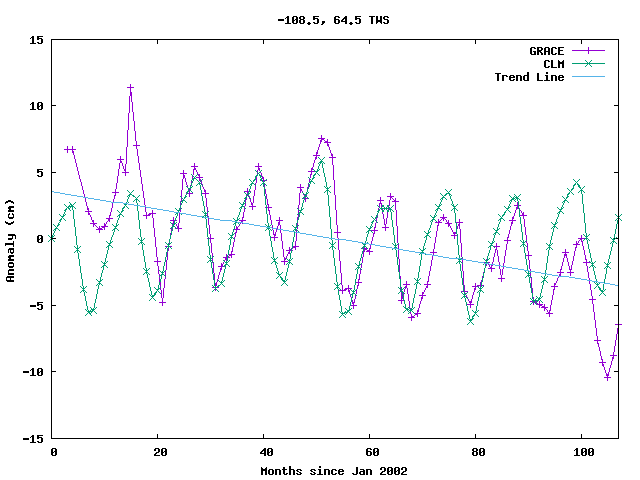 -108.5, 64.5 TWS
GRACE
CLM
Trend Line
Anomaly (cm)
15
10
5
0
-5
-10
-15
0 20 40 60 80 100
Months since Jan 2002